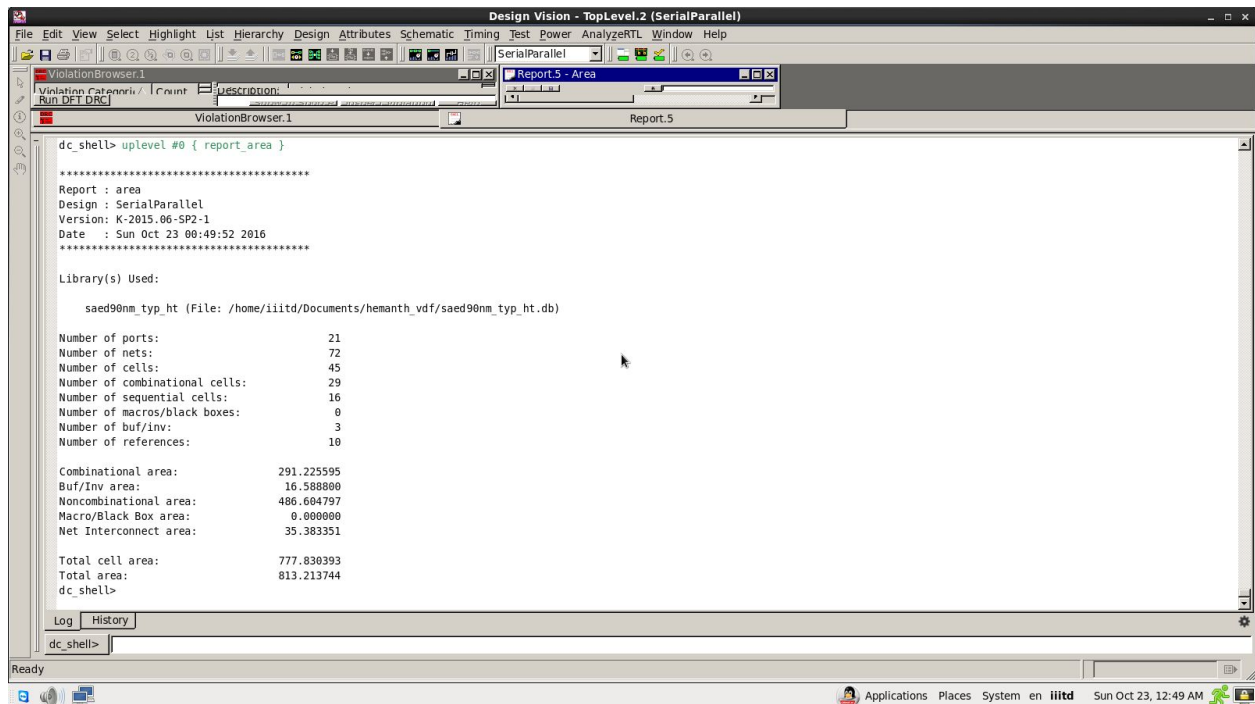 Design Vision - TopLevel.2 (SerialParallel)
File Edit View Select Highlight List Hierarchy Design Attributes Schematic Timing Test Power AnalyzeRTL Window Help
SerialParallel
ViolationBrowser.1
Report.5 - Area
Violation Categori Count Description:
Run DFT DRC
ViolationBrowser.1 Report.5
dc_shell> uplevel #0 { report_area }
****************************************
Report : area
Design : SerialParallel
Version: K-2015.06-SP2-1
Date   : Sun Oct 23 00:49:52 2016
****************************************
Library(s) Used:
saed90nm_typ_ht (File: /home/iiitd/Documents/hemanth_vdf/saed90nm_typ_ht.db)
Number of ports: 21
Number of nets: 72
Number of cells: 45
Number of combinational cells: 29
Number of sequential cells: 16
Number of macros/black boxes: 0
Number of buf/inv: 3
Number of references: 10
Combinational area: 291.225595
Buf/Inv area: 16.588800
Noncombinational area: 486.604797
Macro/Black Box area: 0.000000
Net Interconnect area: 35.383351
Total cell area: 777.830393
Total area: 813.213744
dc_shell>
Log History
dc_shell>
Ready
Applications Places System en iiitd Sun Oct 23, 12:49 AM